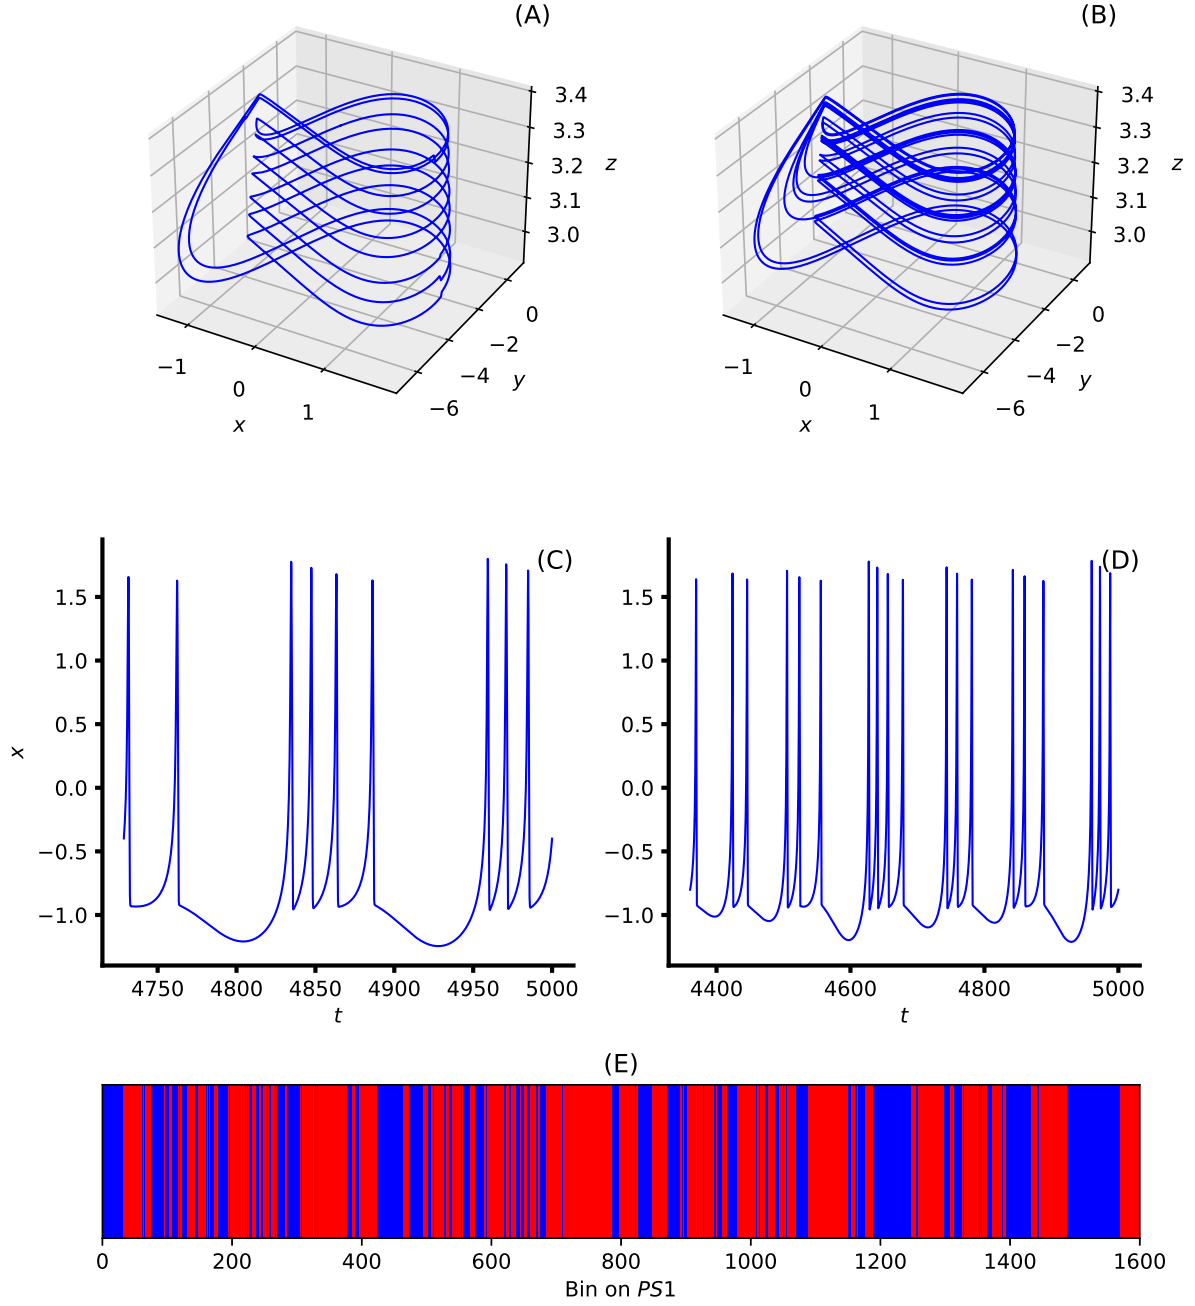 (A)
(B)
3.4
3.3
3.2
3.1
3.0
z
−1
0
1
x
−6
−4
−2
0
y
3.4
3.3
3.2
3.1
3.0
z
−1
0
1
x
−6
−4
−2
0
y
(C)
1.5
1.0
0.5
0.0
−0.5
−1.0
x
4750 4800 4850 4900 4950 5000
t
(D)
1.5
1.0
0.5
0.0
−0.5
−1.0
4400 4600 4800 5000
t
(E)
0 200 400 600 800 1000 1200 1400 1600
Bin on PS1